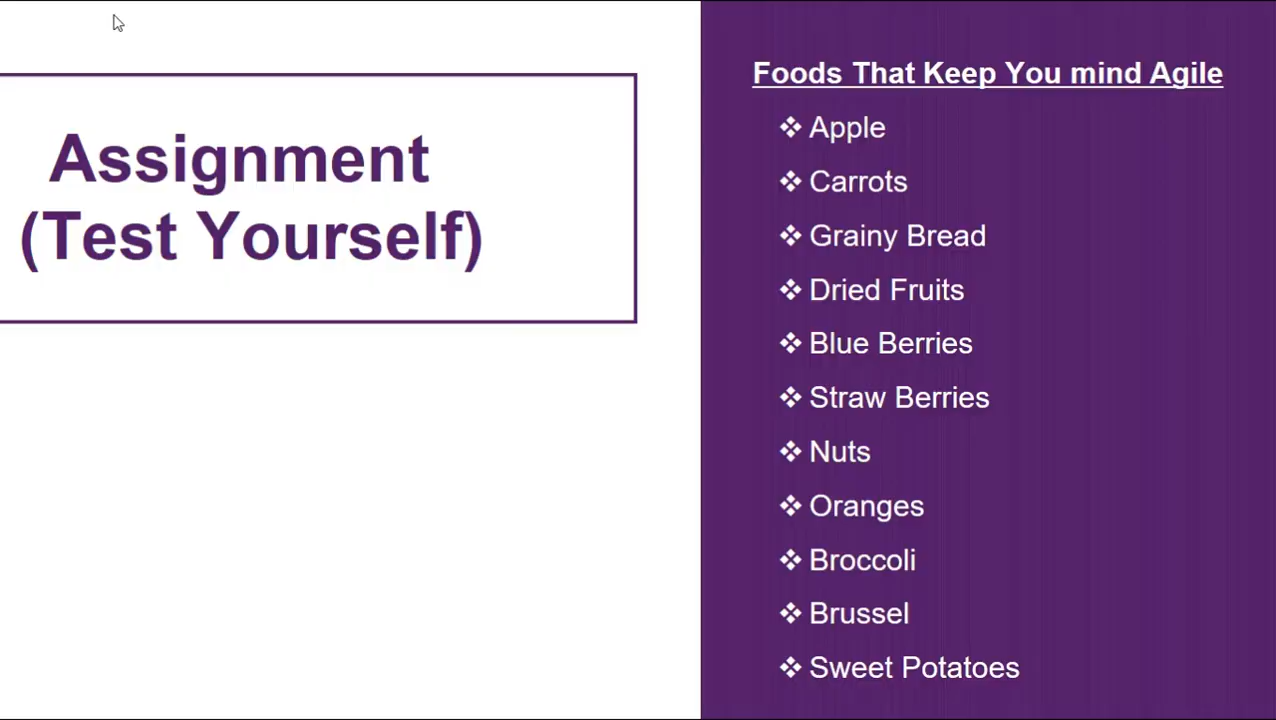 Assignment
(Test Yourself)
Foods That Keep You mind Agile
❖ Apple
❖ Carrots
❖ Grainy Bread
❖ Dried Fruits
❖ Blue Berries
❖ Straw Berries
❖ Nuts
❖ Oranges
❖ Broccoli
❖ Brussel
❖ Sweet Potatoes